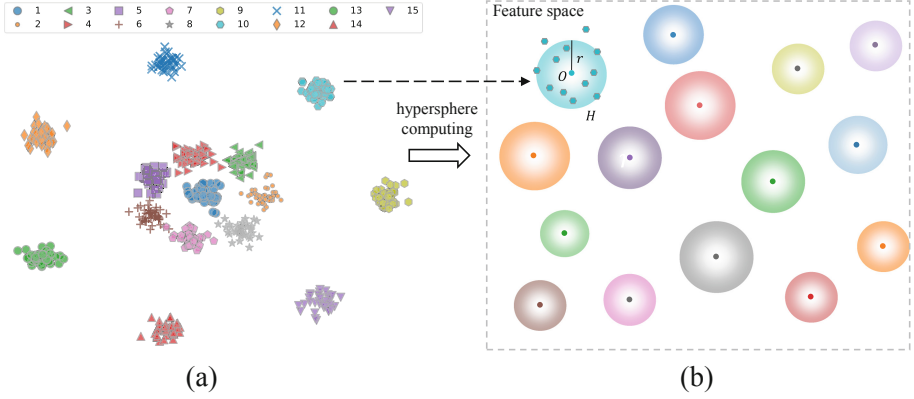 1 3 5 7 9 11 13 15
2 4 6 8 10 12 14
Feature space
r
O
H
hypersphere
computing
(a)
(b)